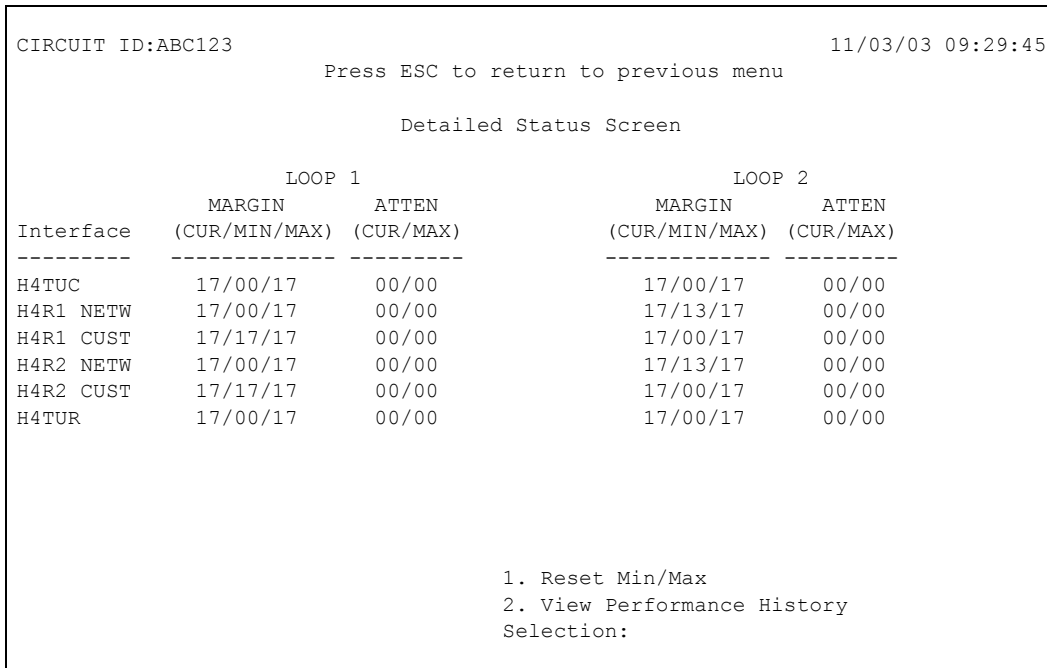 CIRCUIT ID:ABC123 11/03/03 09:29:45
Press ESC to return to previous menu
Detailed Status Screen
LOOP 1 LOOP 2
MARGIN ATTEN MARGIN ATTEN
Interface (CUR/MIN/MAX) (CUR/MAX) (CUR/MIN/MAX) (CUR/MAX)
--------- ------------- --------- ------------- ---------
H4TUC 17/00/17 00/00 17/00/17 00/00
H4R1 NETW 17/00/17 00/00 17/13/17 00/00
H4R1 CUST 17/17/17 00/00 17/00/17 00/00
H4R2 NETW 17/00/17 00/00 17/13/17 00/00
H4R2 CUST 17/17/17 00/00 17/00/17 00/00
H4TUR 17/00/17 00/00 17/00/17 00/00
1. Reset Min/Max
2. View Performance History
Selection: